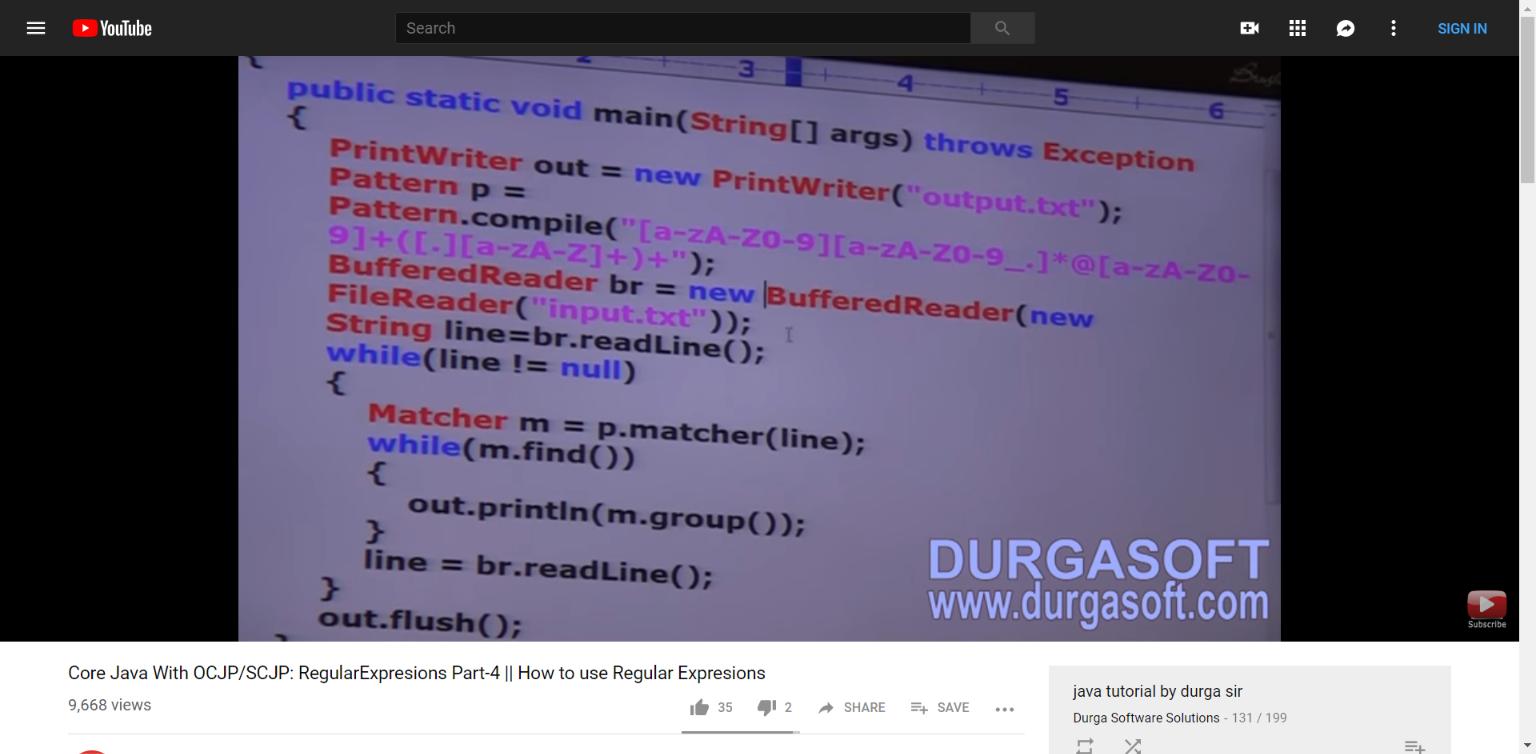 YouTube
Search
SIGN IN
2 3 4 5 6
{
public static void main(String[] args) throws Exception
{
PrintWriter out = new PrintWriter("output.txt");
Pattern p =
Pattern.compile("[a-zA-Z0-9][a-zA-Z0-9_.]*@[a-zA-Z0-
9]+([.][a-zA-Z]+)+");
BufferedReader br = new BufferedReader(new
FileReader("input.txt"));
String line=br.readLine();
while(line != null)
{
Matcher m = p.matcher(line);
while(m.find())
{
out.println(m.group());
}
line = br.readLine();
}
out.flush();
DURGASOFT
www.durgasoft.com
Subscribe
Core Java With OCJP/SCJP: RegularExpresions Part-4 || How to use Regular Expresions
9,668 views
35
2
SHARE
SAVE
java tutorial by durga sir
Durga Software Solutions - 131 / 199